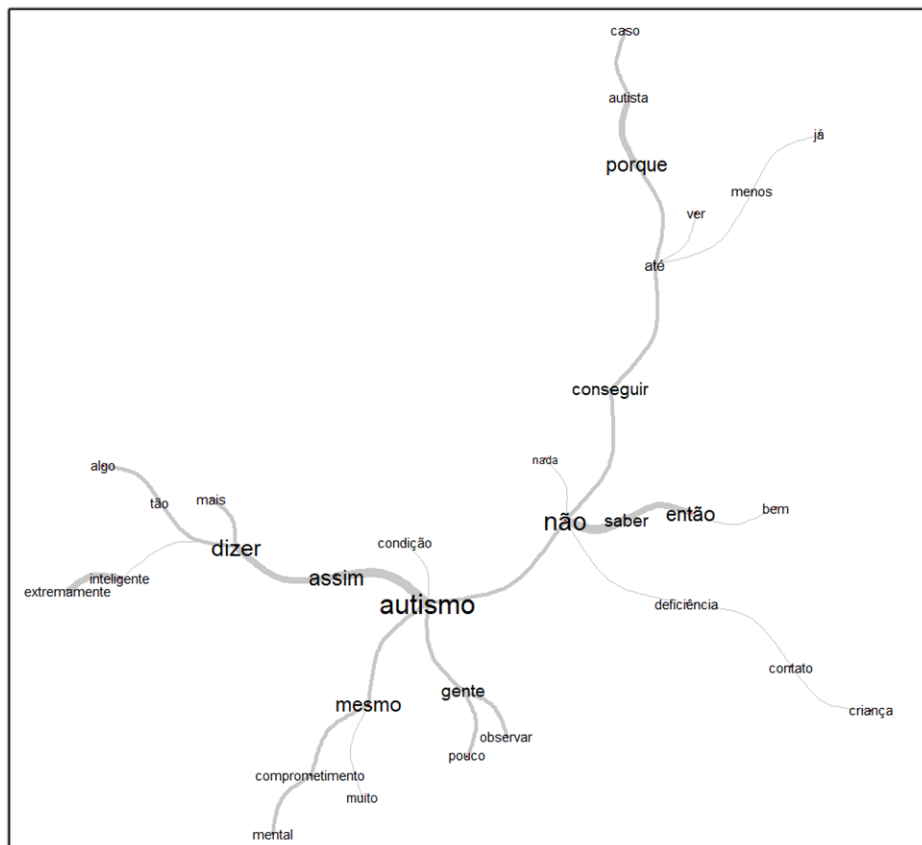 caso
autista
já
porque
menos
ver
até
conseguir
nada
algo
mais
tão
bem
então
saber
não
dizer
condição
assim
inteligente
extremamente
autismo
deficiência
contato
gente
mesmo
criança
observar
pouco
comprometimento
muito
mental